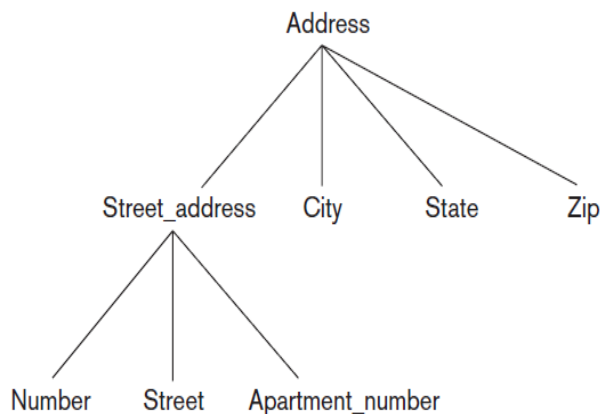 Address
Street_address City State Zip
Number Street Apartment_number